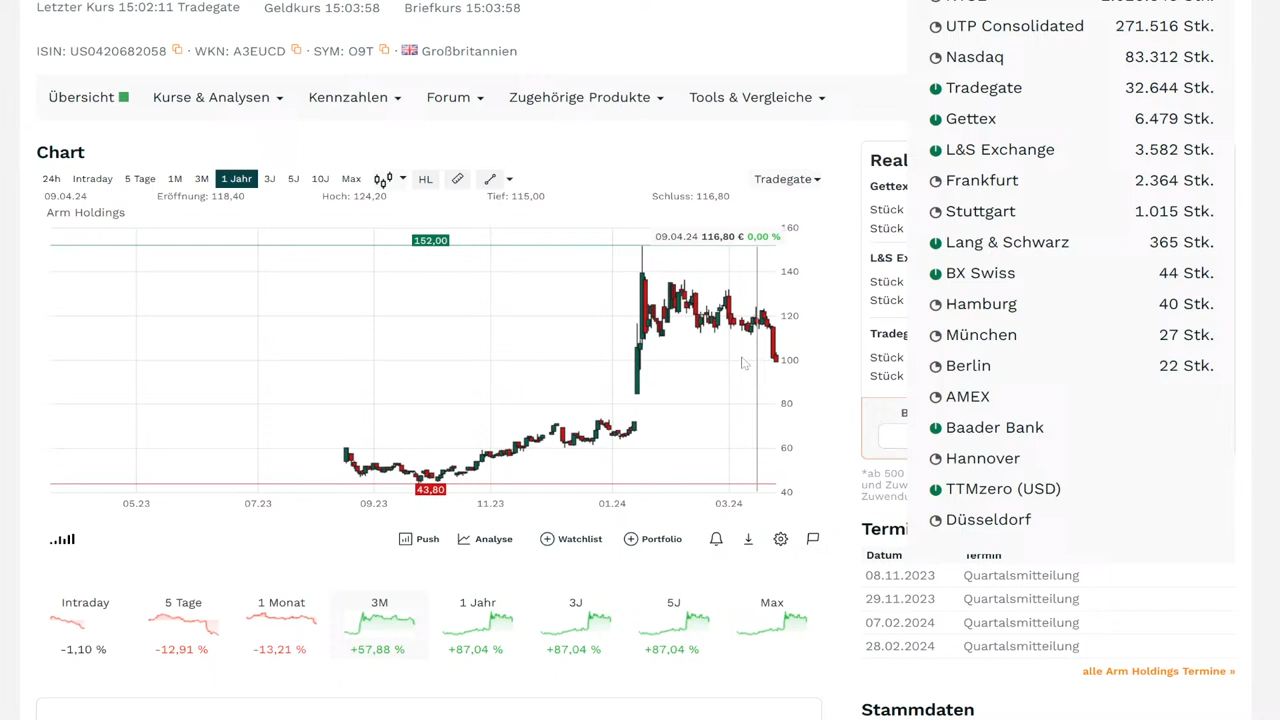 Letzter Kurs 15:02:11 Tradegate Geldkurs 15:03:58 Briefkurs 15:03:58
ISIN: US0420682058 · WKN: A3EUCD · SYM: O9T · Großbritannien
Übersicht Kurse & Analysen Kennzahlen Forum Zugehörige Produkte Tools & Vergleiche
Chart
24h Intraday 5 Tage 1M 3M 1 Jahr 3J 5J 10J Max HL Tradegate
09.04.24 Eröffnung: 118,40 Hoch: 124,20 Tief: 115,00 Schluss: 116,80
Arm Holdings
09.04.24 116,80 € 0,00 %
152,00
43,80
160
140
120
100
80
60
40
05.23 07.23 09.23 11.23 01.24 03.24
Push Analyse Watchlist Portfolio
Intraday 5 Tage 1 Monat 3M 1 Jahr 3J 5J Max
-1,10 % -12,91 % -13,21 % +57,88 % +87,04 % +87,04 % +87,04 %
UTP Consolidated 271.516 Stk.
Nasdaq 83.312 Stk.
Tradegate 32.644 Stk.
Gettex 6.479 Stk.
L&S Exchange 3.582 Stk.
Frankfurt 2.364 Stk.
Stuttgart 1.015 Stk.
Lang & Schwarz 365 Stk.
BX Swiss 44 Stk.
Hamburg 40 Stk.
München 27 Stk.
Berlin 22 Stk.
AMEX
Baader Bank
Hannover
TTMzero (USD)
Düsseldorf
Real
Gettex
Stück
Stück
L&S Ex
Stück
Stück
Tradeg
Stück
Stück
B
*ab 500
und Zuw
Zuwendu
Termi
Datum Termin
08.11.2023 Quartalsmitteilung
29.11.2023 Quartalsmitteilung
07.02.2024 Quartalsmitteilung
28.02.2024 Quartalsmitteilung
alle Arm Holdings Termine »
Stammdaten